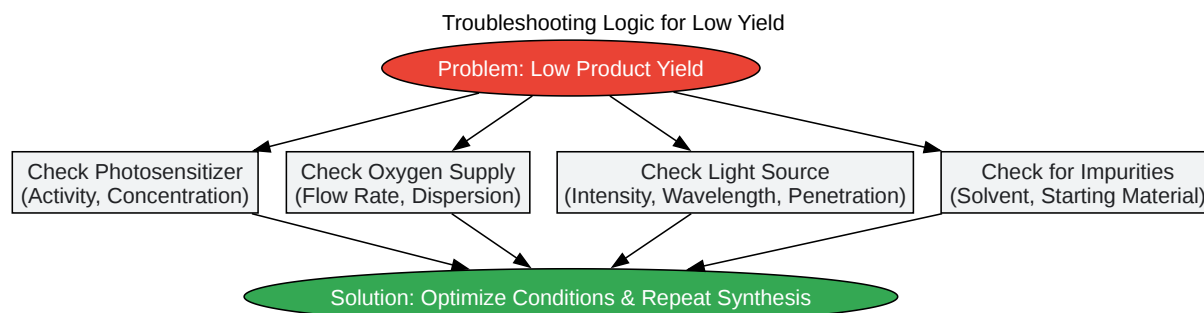 Troubleshooting Logic for Low Yield
Problem: Low Product Yield
Check Photosensitizer
(Activity, Concentration)
Check Oxygen Supply
(Flow Rate, Dispersion)
Check Light Source
(Intensity, Wavelength, Penetration)
Check for Impurities
(Solvent, Starting Material)
Solution: Optimize Conditions & Repeat Synthesis